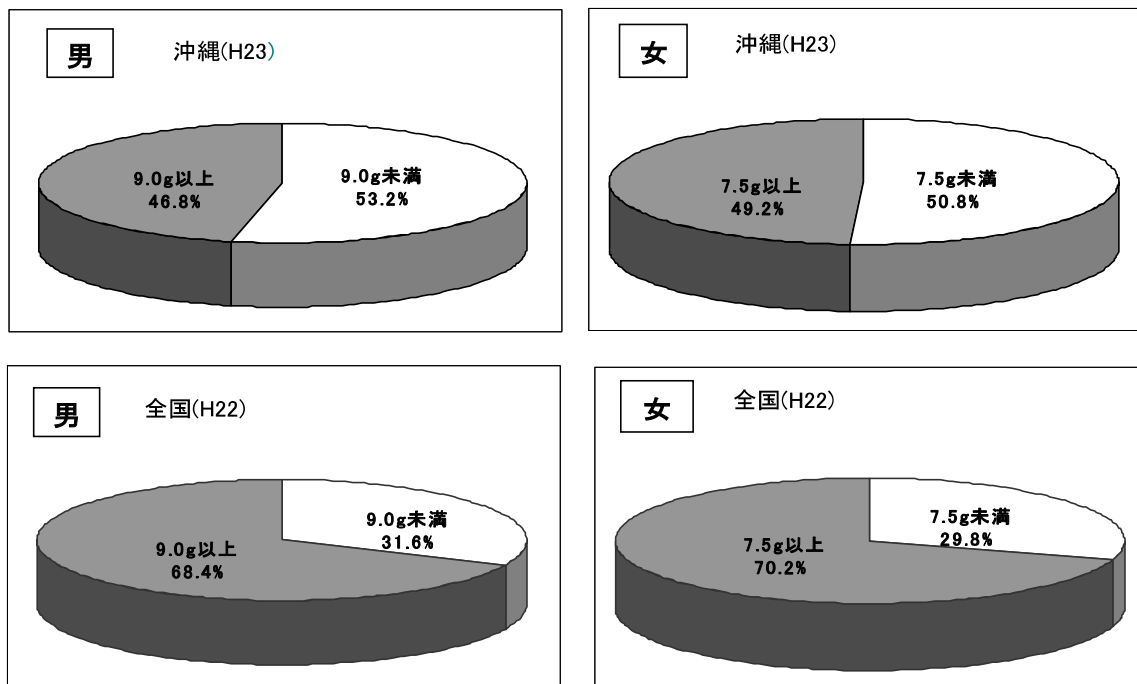 男
沖縄(H23)
9.0g以上
46.8%
9.0g未満
53.2%
女
沖縄(H23)
7.5g以上
49.2%
7.5g未満
50.8%
男
全国(H22)
9.0g未満
31.6%
9.0g以上
68.4%
女
全国(H22)
7.5g未満
29.8%
7.5g以上
70.2%